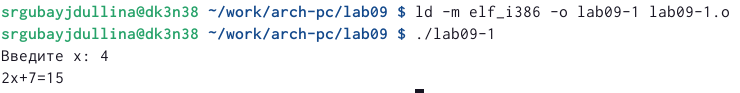 srgubayjdullina@dk3n38 ~/work/arch-pc/lab09 $ ld -m elf_i386 -o lab09-1 lab09-1.o
srgubayjdullina@dk3n38 ~/work/arch-pc/lab09 $ ./lab09-1
Введите x: 4
2x+7=15